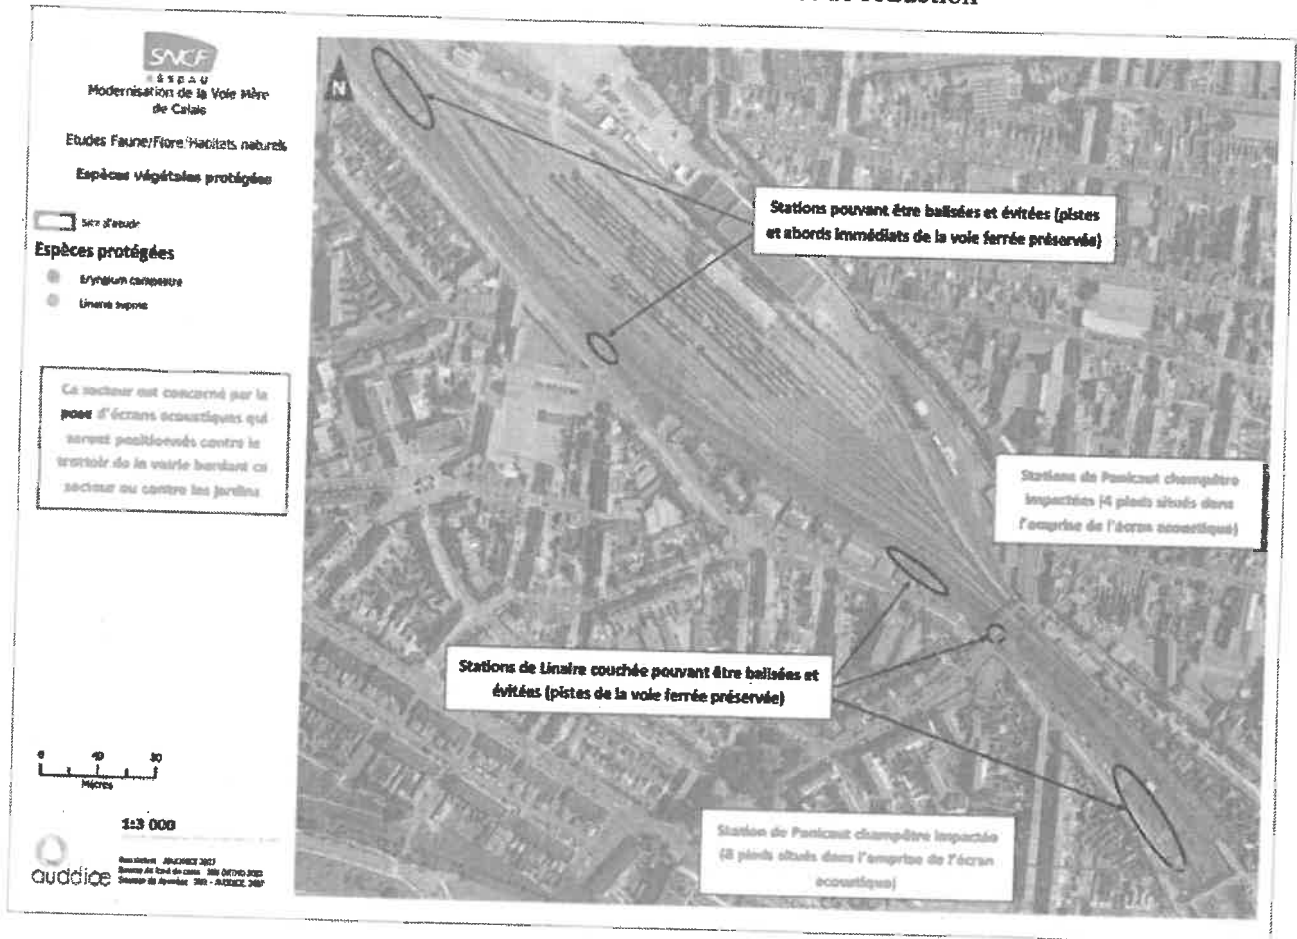 SNCF
RÉSEAU
Modernisation de la Voie Mère
de Calais
Etudes Faune/Flore/Habitats naturels
Espèces végétales protégées
Site d'étude
Espèces protégées
Eryngium campestre
Linaria supina
Ce secteur est concerné par la
pose d'écrans acoustiques qui
seront positionnés contre le
trottoir de la voirie bordant ce
secteur ou contre les jardins
N
Stations pouvant être balisées et évitées (pistes
et abords immédiats de la voie ferrée préservée)
Stations de Panicaut champêtre
impactées (4 pieds situés dans
l'emprise de l'écran acoustique)
Stations de Linaire couchée pouvant être balisées et
évitées (pistes de la voie ferrée préservée)
Station de Panicaut champêtre impactée
(8 pieds situés dans l'emprise de l'écran
acoustique)
0 40 80
Mètres
1:3 000
auddicé